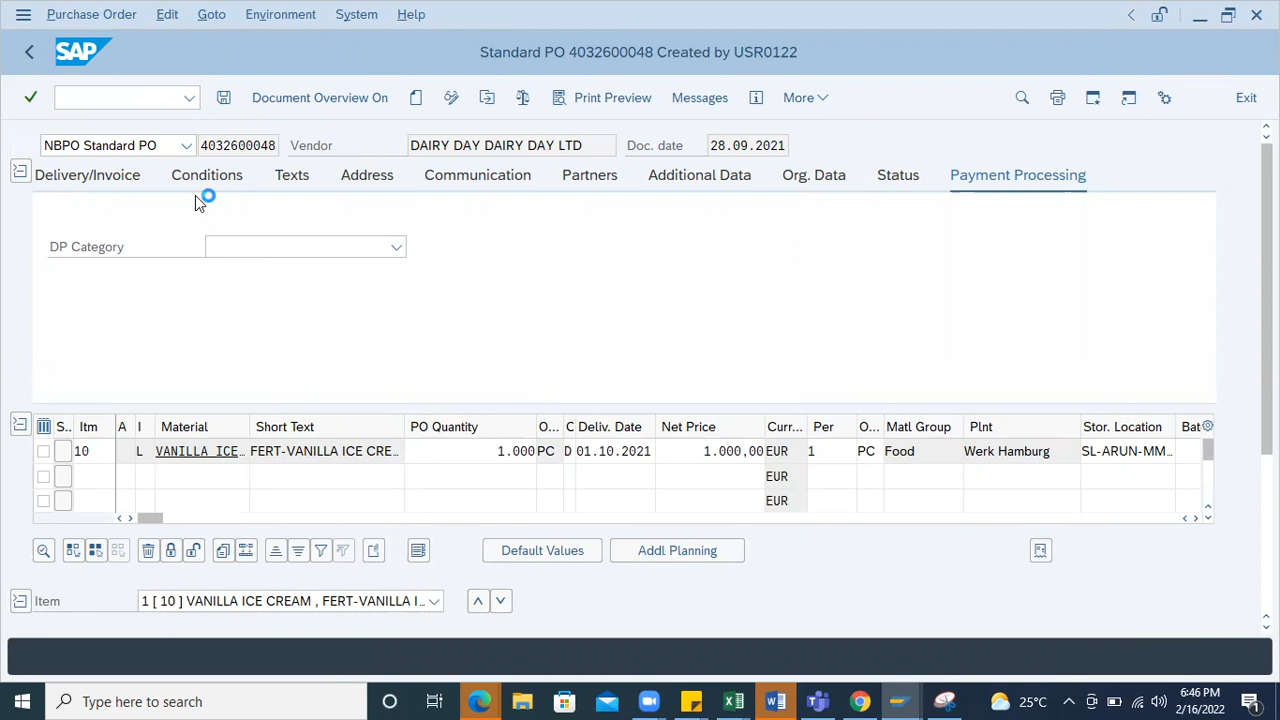 Purchase Order Edit Goto Environment System Help
SAP Standard PO 4032600048 Created by USR0122
Document Overview On Print Preview Messages More Exit
NBPO Standard PO 4032600048 Vendor DAIRY DAY DAIRY DAY LTD Doc. date 28.09.2021
Delivery/Invoice Conditions Texts Address Communication Partners Additional Data Org. Data Status Payment Processing
DP Category
S.. Itm A I Material Short Text PO Quantity O... C Deliv. Date Net Price Curr... Per O... Matl Group Plnt Stor. Location Bat
10 L VANILLA ICE... FERT-VANILLA ICE CRE... 1.000 PC D 01.10.2021 1.000,00 EUR 1 PC Food Werk Hamburg SL-ARUN-MM...
EUR
EUR
Default Values Addl Planning
Item 1 [ 10 ] VANILLA ICE CREAM , FERT-VANILLA I...
Type here to search 25°C 6:46 PM
2/16/2022
1